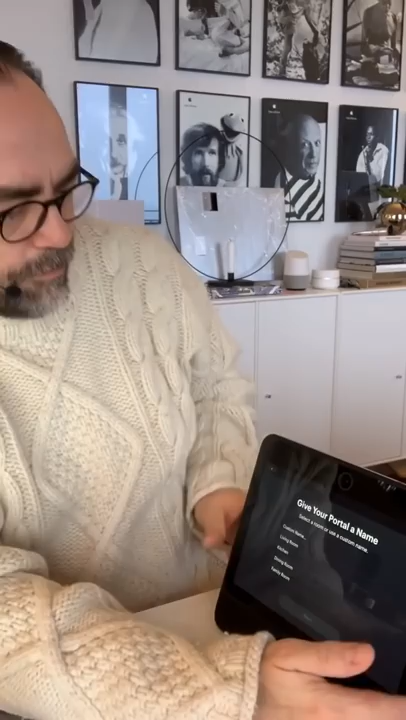 Give Your Portal a Name
Select a room or use a custom name.
Custom Name...
Living Room
Kitchen
Dining Room
Family Room